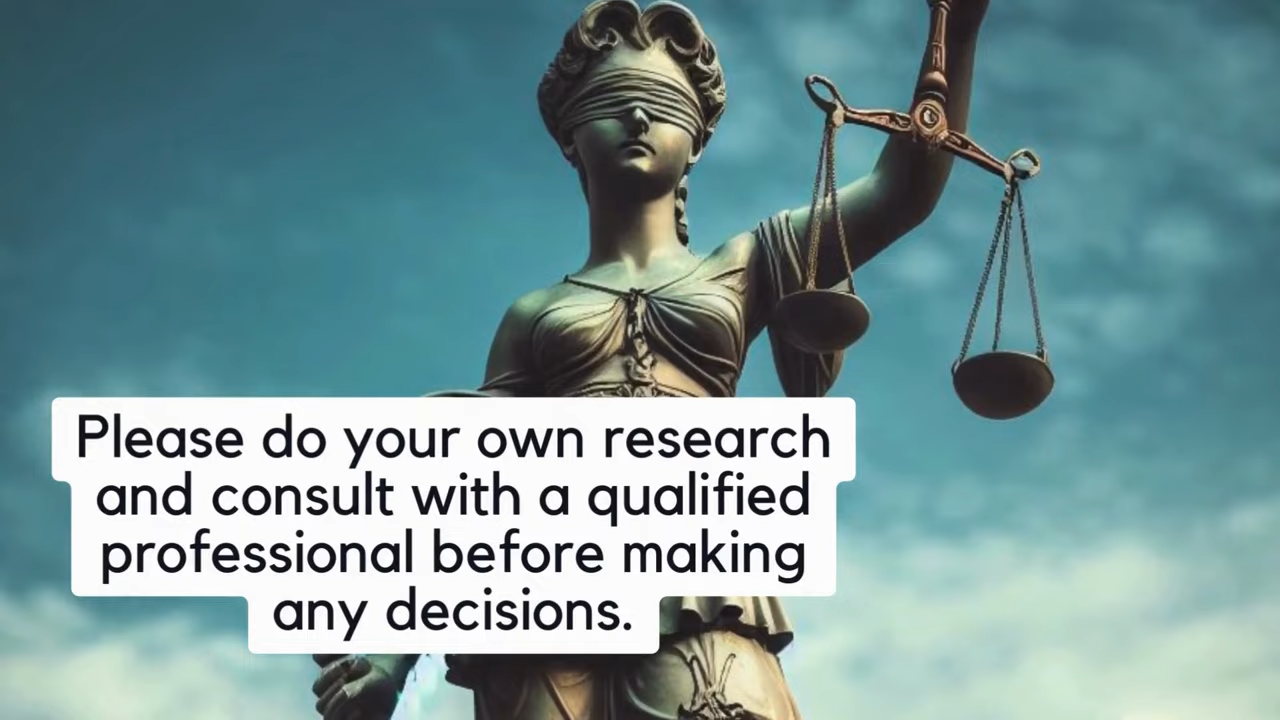 Please do your own research
and consult with a qualified
professional before making
any decisions.